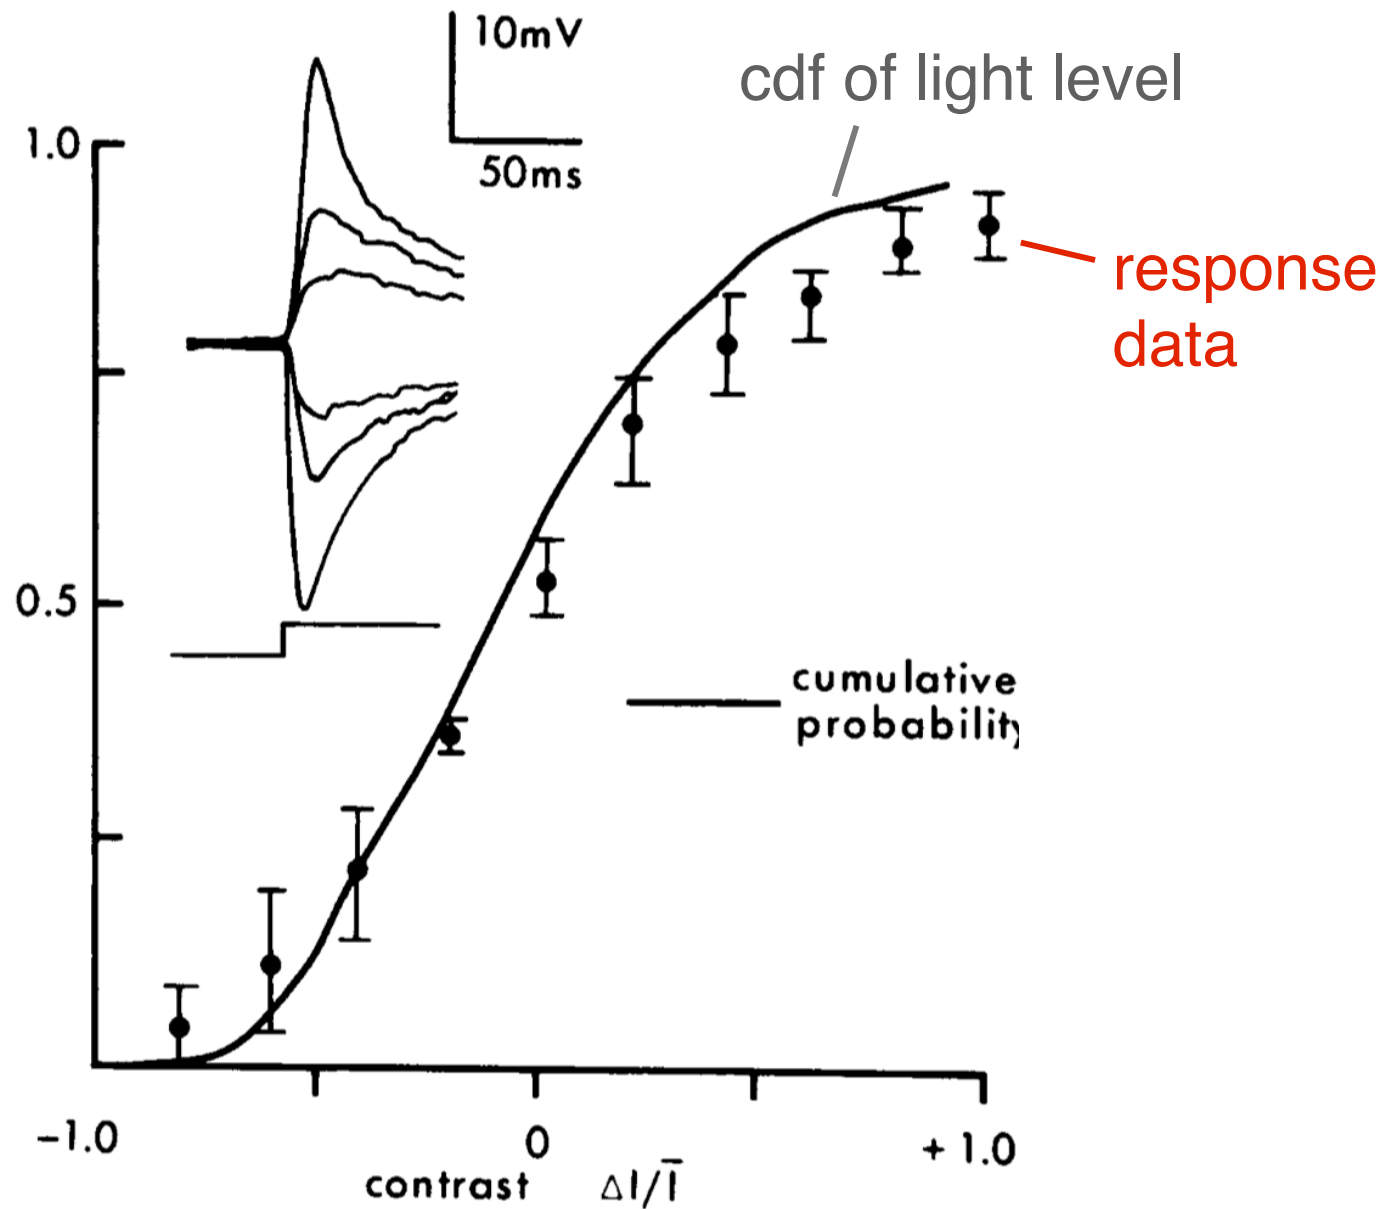 10mV
50ms
cdf of light level
1.0
response
data
0.5
cumulative
probability
−1.0
0
+ 1.0
contrast ΔI/Ī